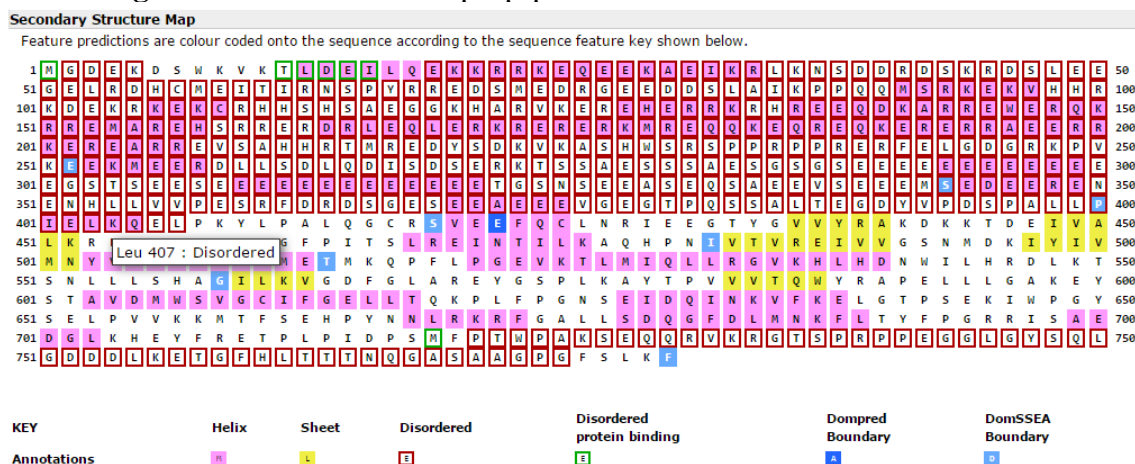 Secondary Structure Map
Feature predictions are colour coded onto the sequence according to the sequence feature key shown below.
1 M G D E K D S W K V K T L D E I L Q E K K R R K E Q E E K A E I K R L K N S D D R D S K R D S L E E 50
51 G E L R D H C M E I T I R N S P Y R R E D S M E D R G E E D D S L A I K P P Q Q M S R K E K V H H R 100
101 K D E K R K E K C R H H S H S A E G G K H A R V K E R E H E R R K R H R E E Q D K A R R E W E R Q K 150
151 R R E M A R E H S R R E R D R L E Q L E R K R E R E R K M R E Q Q K E Q R E Q K E R E R R A E E R R 200
201 K E R E A R R E V S A H H R T M R E D Y S D K V K A S H W S R S P P R P P R E R F E L G D G R K P V 250
251 K E E K M E E R D L L S D L Q D I S D S E R K T S S A E S S S A E S G S G S E E E E E E E E E E E E 300
301 E G S T S E E S E E E E E E E E E E E E E T G S N S E E A S E Q S A E E V S E E E M S E D E E R E N 350
351 E N H L L V V P E S R F D R D S G E S E E A E E E V G E G T P Q S S A L T E G D Y V P D S P A L L P 400
401 I E L K Q E L P K Y L P A L Q G C R S V E E F Q C L N R I E E G T Y G V V Y R A K D K K T D E I V A 450
451 L K R G F P I T S L R E I N T I L K A Q H P N I V T V R E I V V G S N M D K I Y I V 500
Leu 407 : Disordered
501 M N Y M E T M K Q P F L P G E V K T L M I Q L L R G V K H L H D N W I L H R D L K T 550
551 S N L L L S H A G I L K V G D F G L A R E Y G S P L K A Y T P V V V T Q W Y R A P E L L L G A K E Y 600
601 S T A V D M W S V G C I F G E L L T Q K P L F P G N S E I D Q I N K V F K E L G T P S E K I W P G Y 650
651 S E L P V V K K M T F S E H P Y N N L R K R F G A L L S D Q G F D L M N K F L T Y F P G R R I S A E 700
701 D G L K H E Y F R E T P L P I D P S M F P T W P A K S E Q Q R V K R G T S P R P P E G G L G Y S Q L 750
751 G D D D L K E T G F H L T T T N Q G A S A A G P G F S L K F
KEY Helix Sheet Disordered Disordered protein binding Dompred Boundary DomSSEA Boundary
Annotations M L E E A D